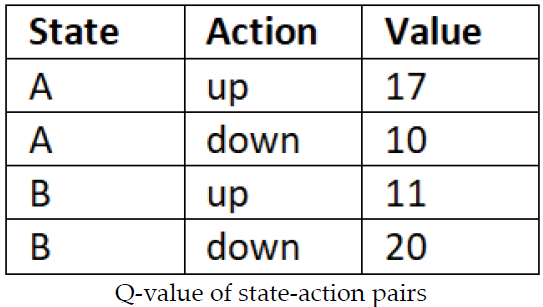 State Action Value
A up 17
A down 10
B up 11
B down 20
Q-value of state-action pairs